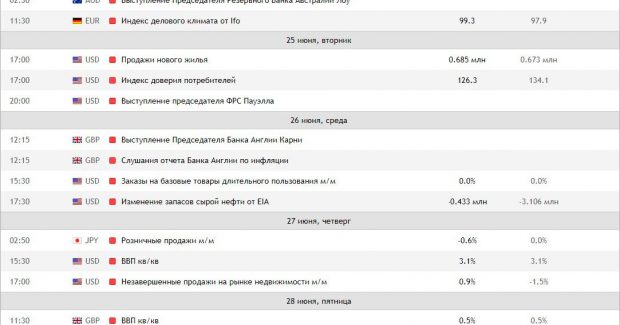 02:30 AUD Выступление Председателя Резервного Банка Австралии Лоу
11:30 EUR Индекс делового климата от Ifo 99.3 97.9
25 июня, вторник
17:00 USD Продажи нового жилья 0.685 млн 0.673 млн
17:00 USD Индекс доверия потребителей 126.3 134.1
20:00 USD Выступление председателя ФРС Пауэлла
26 июня, среда
12:15 GBP Выступление Председателя Банка Англии Карни
12:15 GBP Слушания отчета Банка Англии по инфляции
15:30 USD Заказы на базовые товары длительного пользования м/м 0.0% 0.0%
17:30 USD Изменение запасов сырой нефти от EIA -0.433 млн -3.106 млн
27 июня, четверг
02:50 JPY Розничные продажи м/м -0.6% 0.0%
15:30 USD ВВП кв/кв 3.1% 3.1%
17:00 USD Незавершенные продажи на рынке недвижимости м/м 0.9% -1.5%
28 июня, пятница
11:30 GBP ВВП кв/кв 0.5% 0.5%